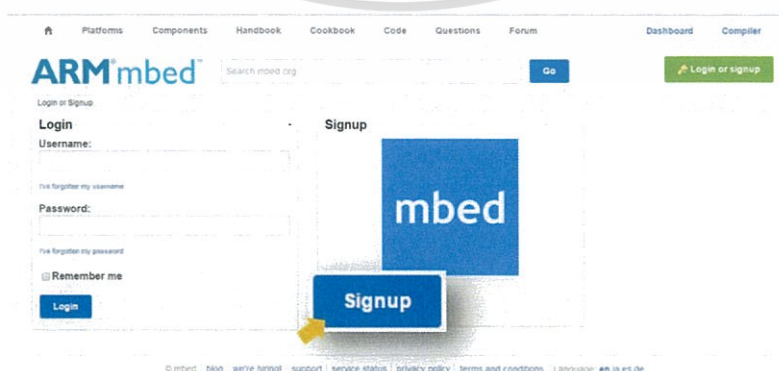 Platforms Components Handbook Cookbook Code Questions Forum Dashboard Compiler
ARM®mbed™ Search mbed.org Go Login or signup
Login or Signup
Login
Username:
I've forgotten my username
Password:
I've forgotten my password
Remember me
Login
Signup
mbed
Signup
© mbed blog we're hiring! support service status privacy policy terms and conditions Language: en ja es de